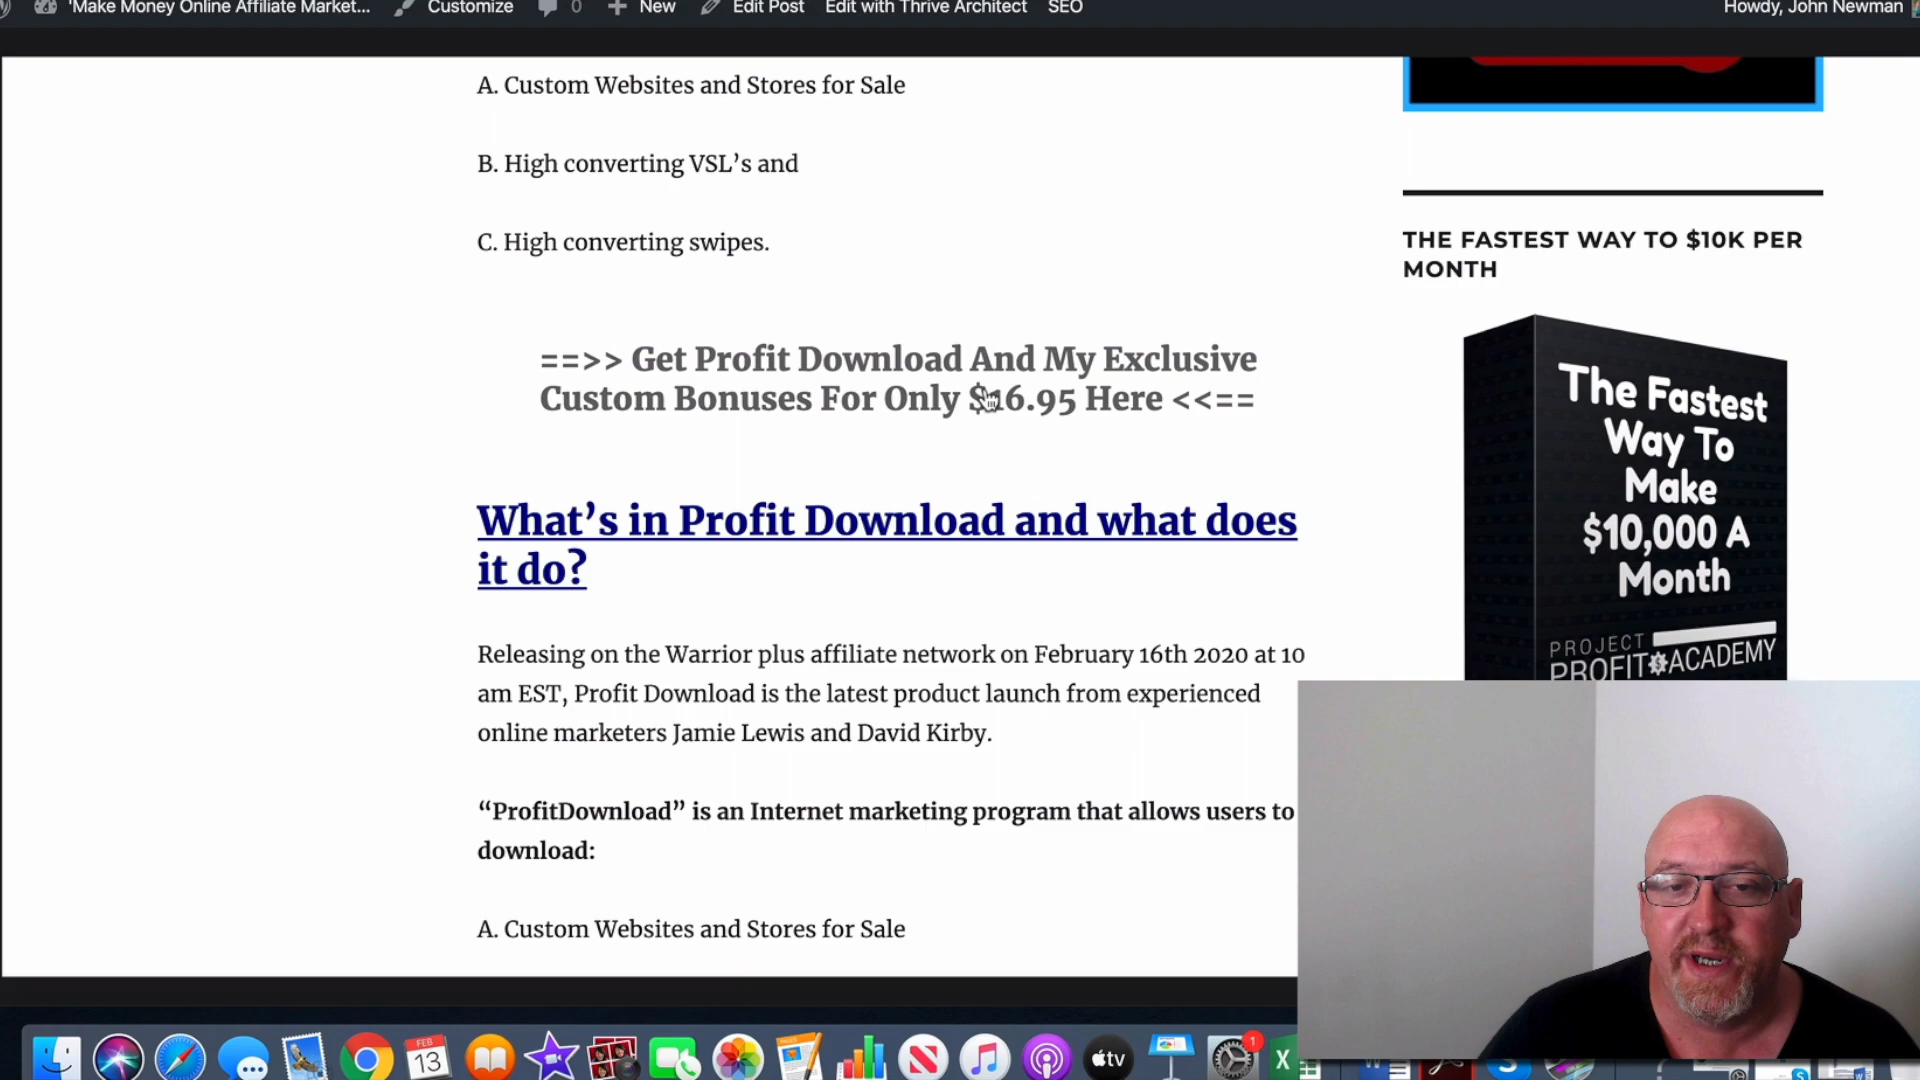 'Make Money Online Affiliate Market... Customize 0 New Edit Post Edit with Thrive Architect SEO Howdy, John Newman
A. Custom Websites and Stores for Sale
B. High converting VSL’s and
C. High converting swipes.
==>> Get Profit Download And My Exclusive
Custom Bonuses For Only $16.95 Here <<==
What’s in Profit Download and what does
it do?
Releasing on the Warrior plus affiliate network on February 16th 2020 at 10
am EST, Profit Download is the latest product launch from experienced
online marketers Jamie Lewis and David Kirby.
“ProfitDownload” is an Internet marketing program that allows users to
download:
A. Custom Websites and Stores for Sale
THE FASTEST WAY TO $10K PER
MONTH
The Fastest
Way To
Make
$10,000 A
Month
PROJECT
PROFIT ACADEMY
FEB
13
tv
1